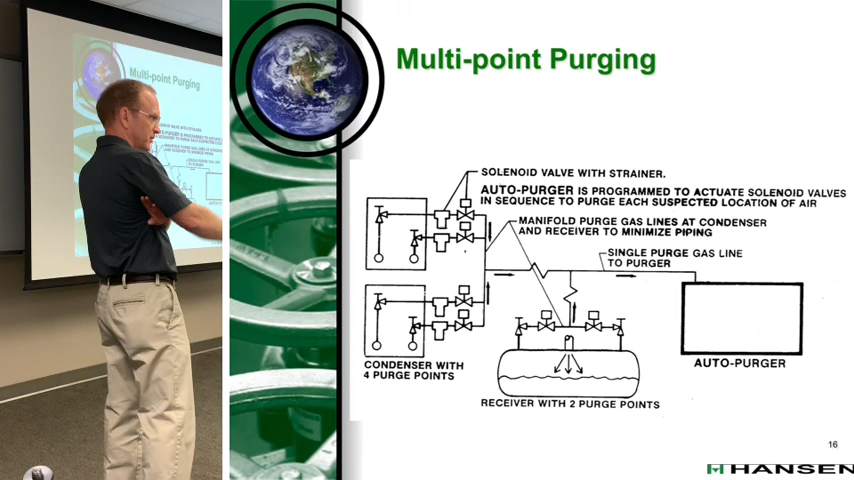 Multi-point Purging
Multi-point Purging
SOLENOID VALVE WITH STRAINER.
AUTO-PURGER IS PROGRAMMED TO ACTUATE SOLENOID VALVES
IN SEQUENCE TO PURGE EACH SUSPECTED LOCATION OF AIR
MANIFOLD PURGE GAS LINES AT CONDENSER
AND RECEIVER TO MINIMIZE PIPING
SINGLE PURGE GAS LINE
TO PURGER
CONDENSER WITH
4 PURGE POINTS
AUTO-PURGER
RECEIVER WITH 2 PURGE POINTS
16
HANSEN